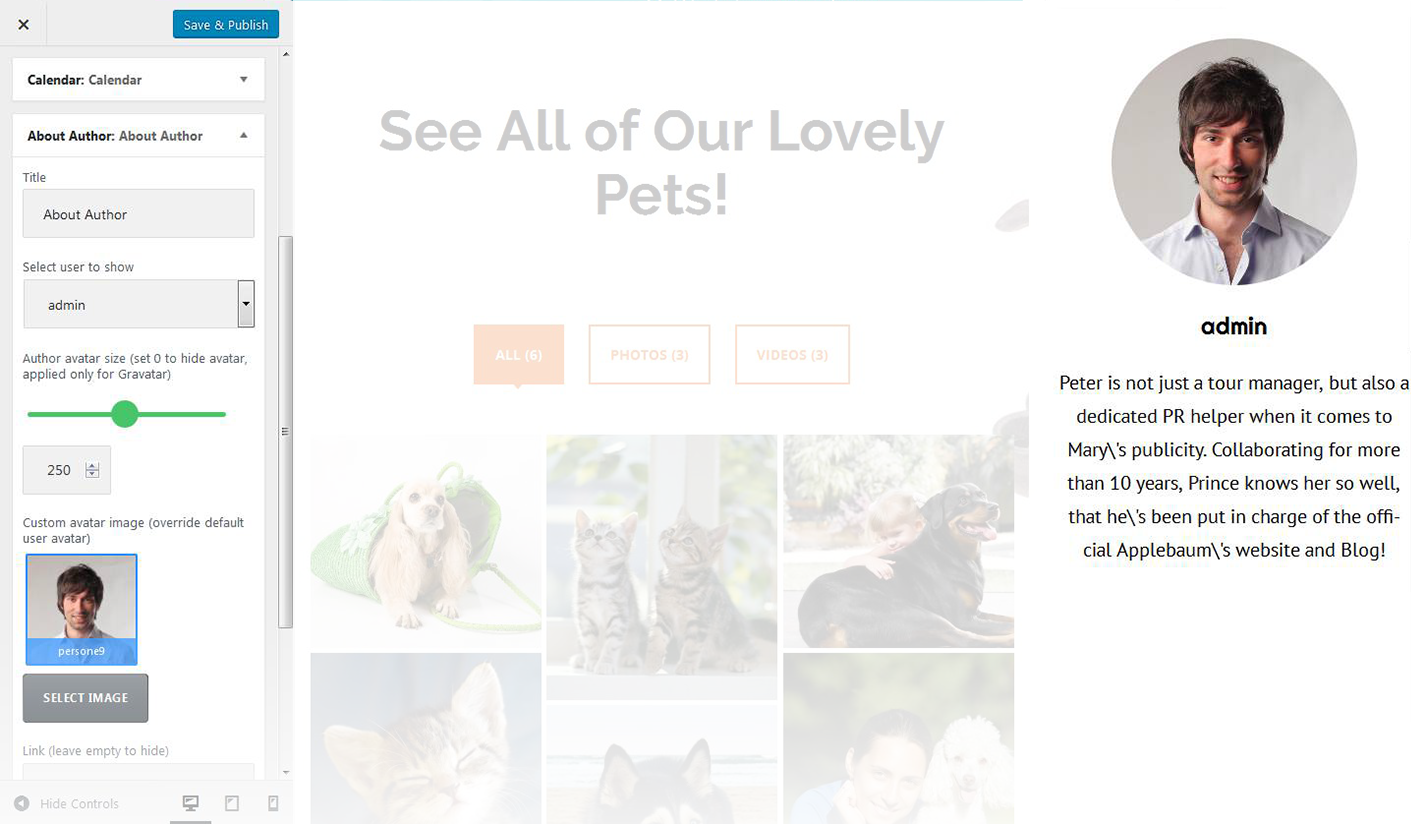 Save & Publish
Calendar: Calendar
About Author: About Author
Title
About Author
Select user to show
admin
Author avatar size (set 0 to hide avatar,
applied only for Gravatar)
250
Custom avatar image (override default
user avatar)
persone9
SELECT IMAGE
Link (leave empty to hide)
Hide Controls
See All of Our Lovely
Pets!
ALL (6)
PHOTOS (3)
VIDEOS (3)
admin
Peter is not just a tour manager, but also a
dedicated PR helper when it comes to
Mary\'s publicity. Collaborating for more
than 10 years, Prince knows her so well,
that he\'s been put in charge of the offi-
cial Applebaum\'s website and Blog!